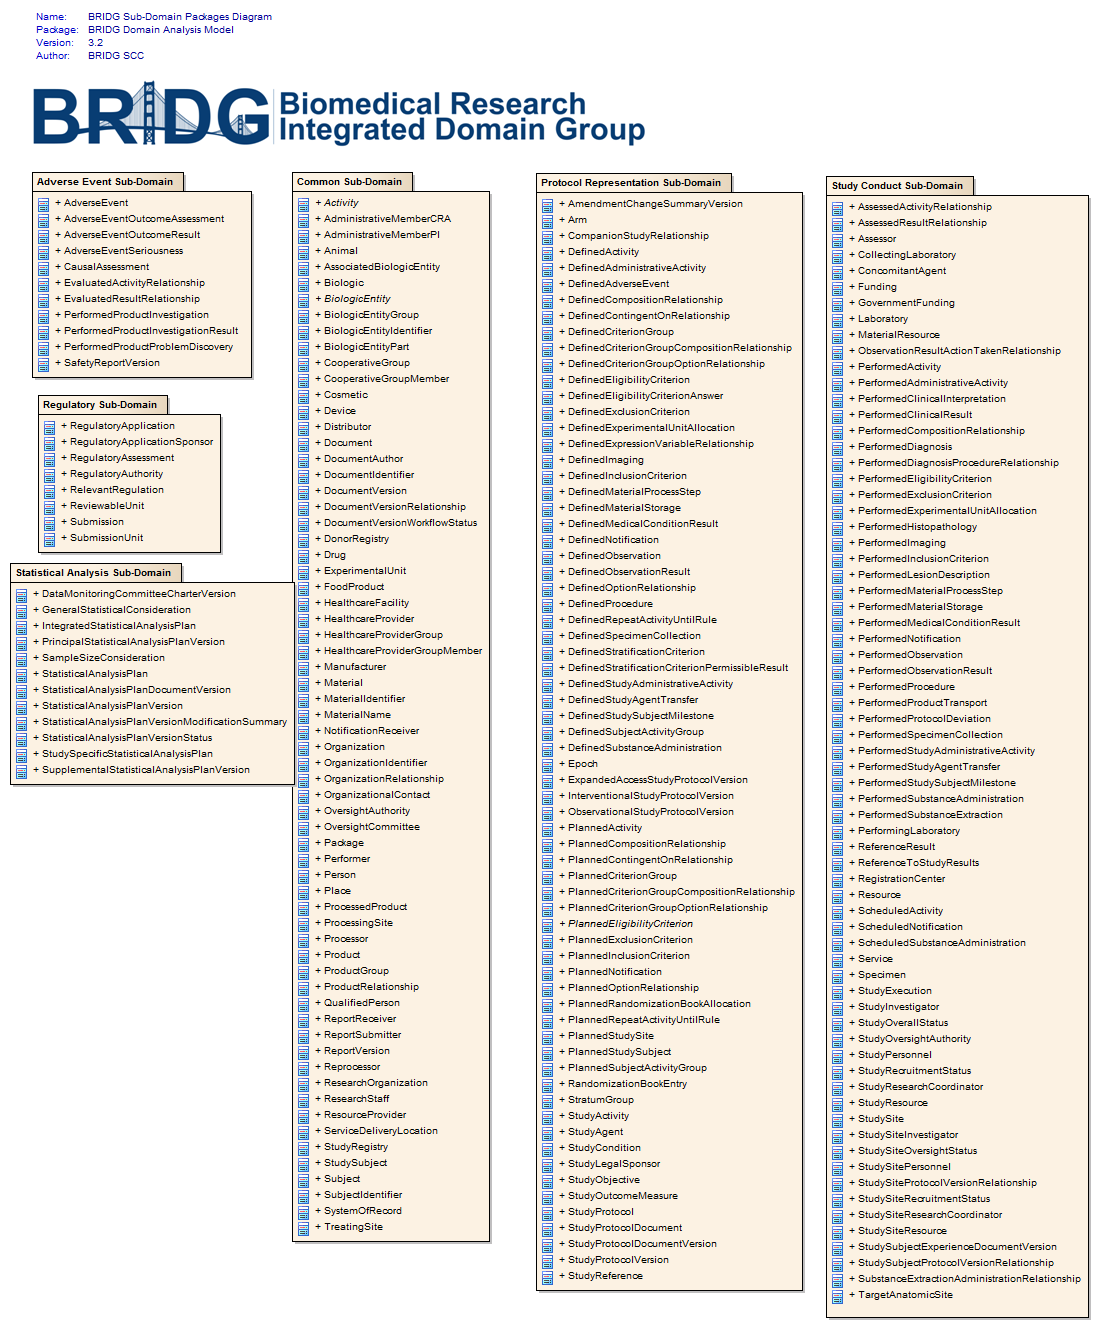 Name: BRIDG Sub-Domain Packages Diagram
Package: BRIDG Domain Analysis Model
Version: 3.2
Author: BRIDG SCC
BRIDG
Biomedical Research
Integrated Domain Group
Adverse Event Sub-Domain
+ AdverseEvent
+ AdverseEventOutcomeAssessment
+ AdverseEventOutcomeResult
+ AdverseEventSeriousness
+ CausalAssessment
+ EvaluatedActivityRelationship
+ EvaluatedResultRelationship
+ PerformedProductInvestigation
+ PerformedProductInvestigationResult
+ PerformedProductProblemDiscovery
+ SafetyReportVersion
Regulatory Sub-Domain
+ RegulatoryApplication
+ RegulatoryApplicationSponsor
+ RegulatoryAssessment
+ RegulatoryAuthority
+ RelevantRegulation
+ ReviewableUnit
+ Submission
+ SubmissionUnit
Statistical Analysis Sub-Domain
+ DataMonitoringCommitteeCharterVersion
+ GeneralStatisticalConsideration
+ IntegratedStatisticalAnalysisPlan
+ PrincipalStatisticalAnalysisPlanVersion
+ SampleSizeConsideration
+ StatisticalAnalysisPlan
+ StatisticalAnalysisPlanDocumentVersion
+ StatisticalAnalysisPlanVersion
+ StatisticalAnalysisPlanVersionModificationSummary
+ StatisticalAnalysisPlanVersionStatus
+ StudySpecificStatisticalAnalysisPlan
+ SupplementalStatisticalAnalysisPlanVersion
Common Sub-Domain
+ Activity
+ AdministrativeMemberCRA
+ AdministrativeMemberPI
+ Animal
+ AssociatedBiologicEntity
+ Biologic
+ BiologicEntity
+ BiologicEntityGroup
+ BiologicEntityIdentifier
+ BiologicEntityPart
+ CooperativeGroup
+ CooperativeGroupMember
+ Cosmetic
+ Device
+ Distributor
+ Document
+ DocumentAuthor
+ DocumentIdentifier
+ DocumentVersion
+ DocumentVersionRelationship
+ DocumentVersionWorkflowStatus
+ DonorRegistry
+ Drug
+ ExperimentalUnit
+ FoodProduct
+ HealthcareFacility
+ HealthcareProvider
+ HealthcareProviderGroup
+ HealthcareProviderGroupMember
+ Manufacturer
+ Material
+ MaterialIdentifier
+ MaterialName
+ NotificationReceiver
+ Organization
+ OrganizationIdentifier
+ OrganizationRelationship
+ OrganizationalContact
+ OversightAuthority
+ OversightCommittee
+ Package
+ Performer
+ Person
+ Place
+ ProcessedProduct
+ ProcessingSite
+ Processor
+ Product
+ ProductGroup
+ ProductRelationship
+ QualifiedPerson
+ ReportReceiver
+ ReportSubmitter
+ ReportVersion
+ Reprocessor
+ ResearchOrganization
+ ResearchStaff
+ ResourceProvider
+ ServiceDeliveryLocation
+ StudyRegistry
+ StudySubject
+ Subject
+ SubjectIdentifier
+ SystemOfRecord
+ TreatingSite
Protocol Representation Sub-Domain
+ AmendmentChangeSummaryVersion
+ Arm
+ CompanionStudyRelationship
+ DefinedActivity
+ DefinedAdministrativeActivity
+ DefinedAdverseEvent
+ DefinedCompositionRelationship
+ DefinedContingentOnRelationship
+ DefinedCriterionGroup
+ DefinedCriterionGroupCompositionRelationship
+ DefinedCriterionGroupOptionRelationship
+ DefinedEligibilityCriterion
+ DefinedEligibilityCriterionAnswer
+ DefinedExclusionCriterion
+ DefinedExperimentalUnitAllocation
+ DefinedExpressionVariableRelationship
+ DefinedImaging
+ DefinedInclusionCriterion
+ DefinedMaterialProcessStep
+ DefinedMaterialStorage
+ DefinedMedicalConditionResult
+ DefinedNotification
+ DefinedObservation
+ DefinedObservationResult
+ DefinedOptionRelationship
+ DefinedProcedure
+ DefinedRepeatActivityUntilRule
+ DefinedSpecimenCollection
+ DefinedStratificationCriterion
+ DefinedStratificationCriterionPermissibleResult
+ DefinedStudyAdministrativeActivity
+ DefinedStudyAgentTransfer
+ DefinedStudySubjectMilestone
+ DefinedSubjectActivityGroup
+ DefinedSubstanceAdministration
+ Epoch
+ ExpandedAccessStudyProtocolVersion
+ InterventionalStudyProtocolVersion
+ ObservationalStudyProtocolVersion
+ PlannedActivity
+ PlannedCompositionRelationship
+ PlannedContingentOnRelationship
+ PlannedCriterionGroup
+ PlannedCriterionGroupCompositionRelationship
+ PlannedCriterionGroupOptionRelationship
+ PlannedEligibilityCriterion
+ PlannedExclusionCriterion
+ PlannedInclusionCriterion
+ PlannedNotification
+ PlannedOptionRelationship
+ PlannedRandomizationBookAllocation
+ PlannedRepeatActivityUntilRule
+ PlannedStudySite
+ PlannedStudySubject
+ PlannedSubjectActivityGroup
+ RandomizationBookEntry
+ StratumGroup
+ StudyActivity
+ StudyAgent
+ StudyCondition
+ StudyLegalSponsor
+ StudyObjective
+ StudyOutcomeMeasure
+ StudyProtocol
+ StudyProtocolDocument
+ StudyProtocolDocumentVersion
+ StudyProtocolVersion
+ StudyReference
Study Conduct Sub-Domain
+ AssessedActivityRelationship
+ AssessedResultRelationship
+ Assessor
+ CollectingLaboratory
+ ConcomitantAgent
+ Funding
+ GovernmentFunding
+ Laboratory
+ MaterialResource
+ ObservationResultActionTakenRelationship
+ PerformedActivity
+ PerformedAdministrativeActivity
+ PerformedClinicalInterpretation
+ PerformedClinicalResult
+ PerformedCompositionRelationship
+ PerformedDiagnosis
+ PerformedDiagnosisProcedureRelationship
+ PerformedEligibilityCriterion
+ PerformedExclusionCriterion
+ PerformedExperimentalUnitAllocation
+ PerformedHistopathology
+ PerformedImaging
+ PerformedInclusionCriterion
+ PerformedLesionDescription
+ PerformedMaterialProcessStep
+ PerformedMaterialStorage
+ PerformedMedicalConditionResult
+ PerformedNotification
+ PerformedObservation
+ PerformedObservationResult
+ PerformedProcedure
+ PerformedProductTransport
+ PerformedProtocolDeviation
+ PerformedSpecimenCollection
+ PerformedStudyAdministrativeActivity
+ PerformedStudyAgentTransfer
+ PerformedStudySubjectMilestone
+ PerformedSubstanceAdministration
+ PerformedSubstanceExtraction
+ PerformingLaboratory
+ ReferenceResult
+ ReferenceToStudyResults
+ RegistrationCenter
+ Resource
+ ScheduledActivity
+ ScheduledNotification
+ ScheduledSubstanceAdministration
+ Service
+ Specimen
+ StudyExecution
+ StudyInvestigator
+ StudyOverallStatus
+ StudyOversightAuthority
+ StudyPersonnel
+ StudyRecruitmentStatus
+ StudyResearchCoordinator
+ StudyResource
+ StudySite
+ StudySiteInvestigator
+ StudySiteOversightStatus
+ StudySitePersonnel
+ StudySiteProtocolVersionRelationship
+ StudySiteRecruitmentStatus
+ StudySiteResearchCoordinator
+ StudySiteResource
+ StudySubjectExperienceDocumentVersion
+ StudySubjectProtocolVersionRelationship
+ SubstanceExtractionAdministrationRelationship
+ TargetAnatomicSite